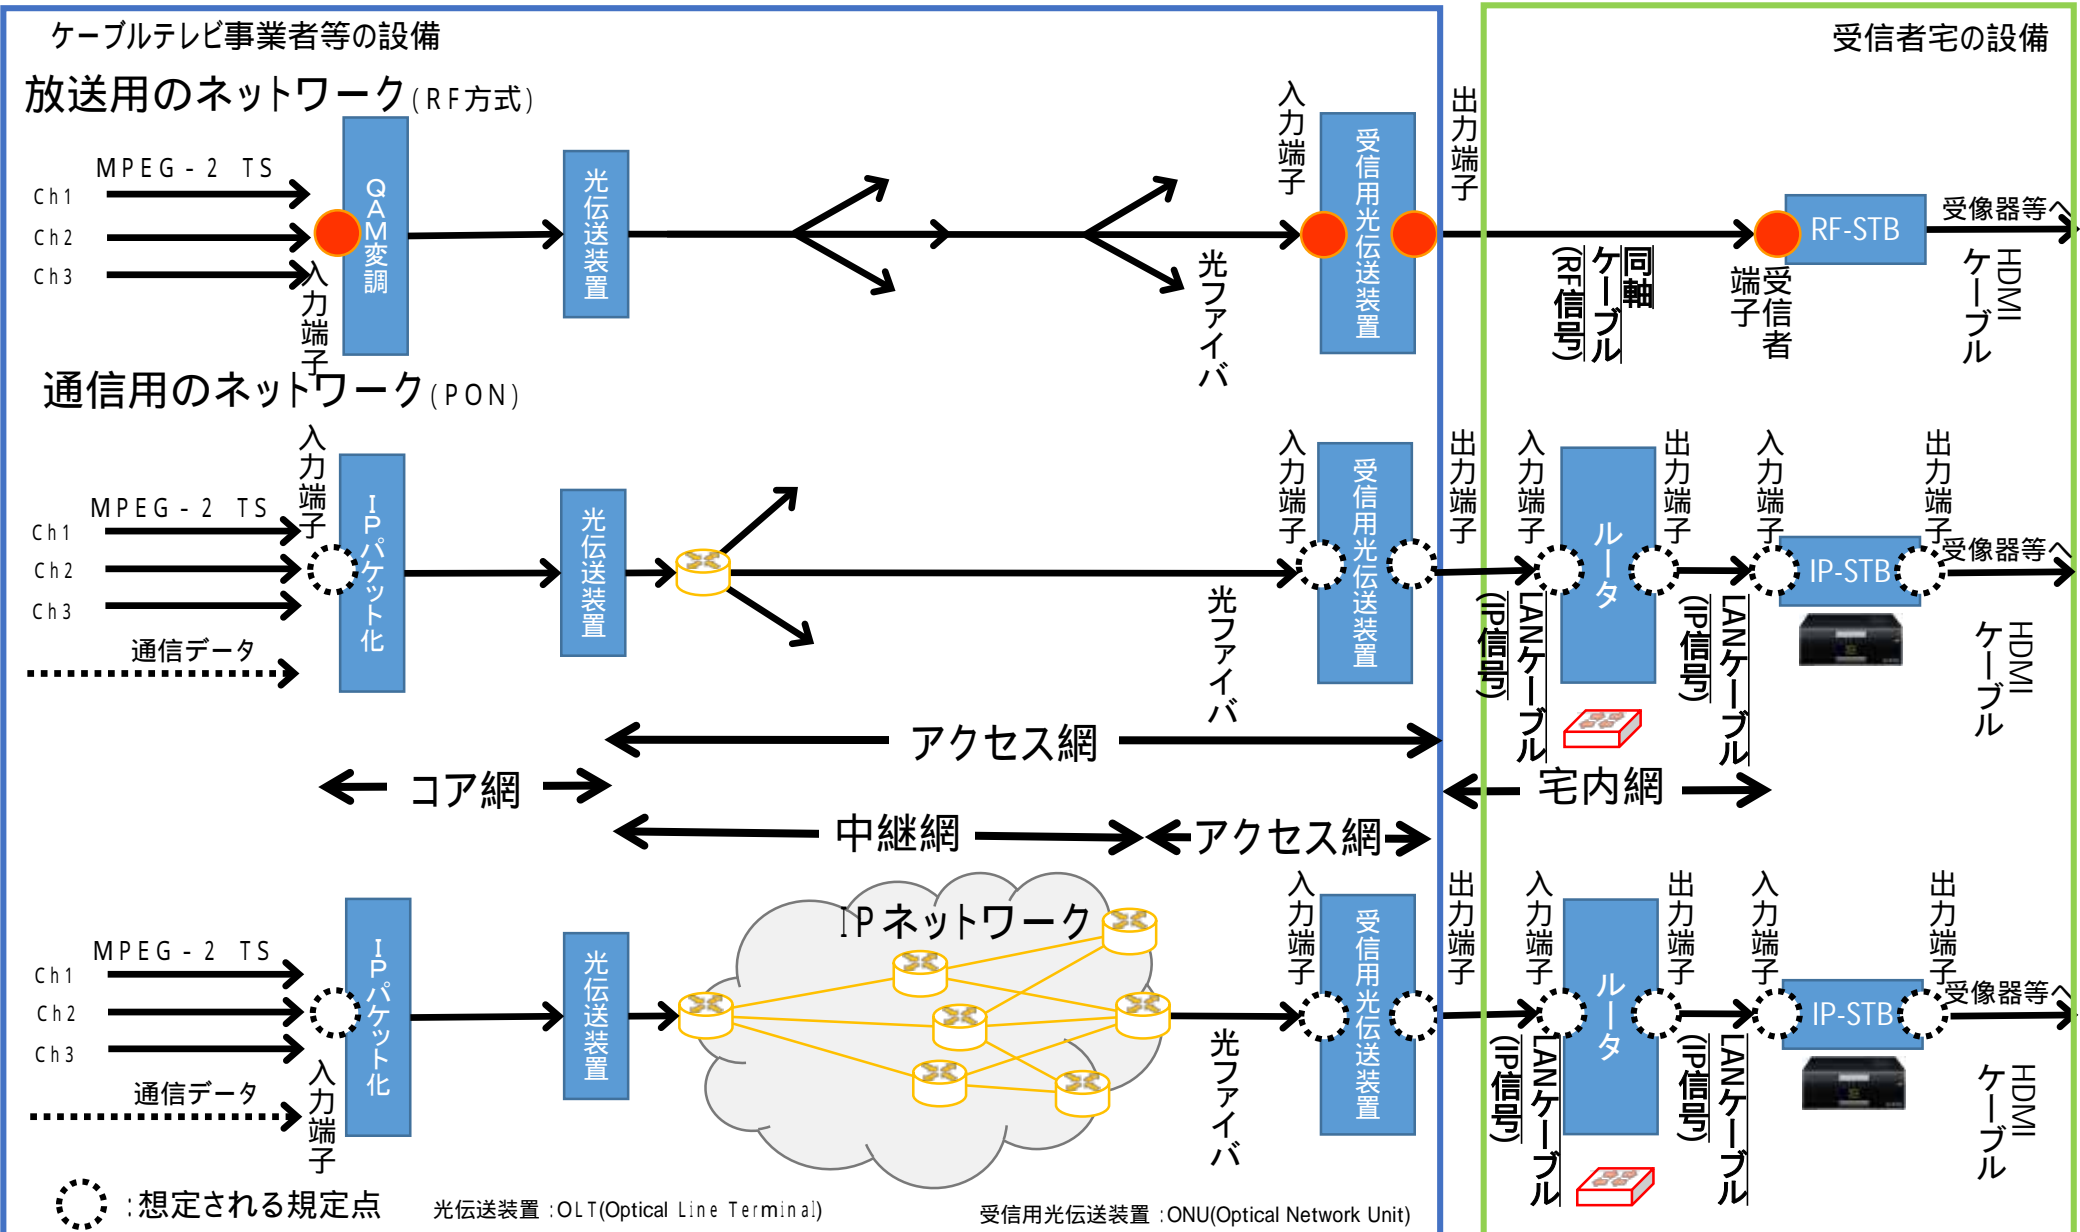 ケーブルテレビ事業者等の設備
受信者宅の設備
放送用のネットワーク(RF方式)
MPEG-2 TS
Ch1
Ch2
Ch3
入力端子
QAM変調
光伝送装置
光ファイバ
入力端子
受信用光伝送装置
出力端子
同軸
ケーブル
(RF信号)
受信者
端子
RF-STB
受像器等へ
HDMI
ケーブル
通信用のネットワーク(PON)
MPEG-2 TS
Ch1
Ch2
Ch3
通信データ
入力端子
IPパケット化
光伝送装置
光ファイバ
入力端子
受信用光伝送装置
出力端子
入力端子
LANケーブル
(IP信号)
ルータ
出力端子
LANケーブル
(IP信号)
入力端子
IP-STB
出力端子
受像器等へ
HDMI
ケーブル
アクセス網
コア網
宅内網
中継網
アクセス網
MPEG-2 TS
Ch1
Ch2
Ch3
通信データ
入力端子
IPパケット化
光伝送装置
IPネットワーク
光ファイバ
入力端子
受信用光伝送装置
出力端子
入力端子
LANケーブル
(IP信号)
ルータ
出力端子
LANケーブル
(IP信号)
入力端子
IP-STB
出力端子
受像器等へ
HDMI
ケーブル
:想定される規定点
光伝送装置:OLT(Optical Line Terminal)
受信用光伝送装置:ONU(Optical Network Unit)